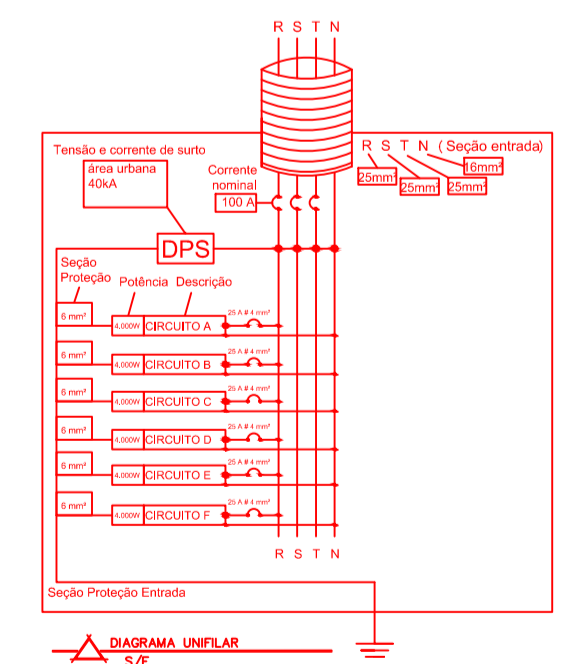 R S T N
Tensão e corrente de surto
área urbana
40kA
R S T N ( Seção entrada)
16mm²
25mm²
25mm²
25mm²
Corrente
nominal
100 A
DPS
Seção
Proteção Potência Descrição
6 mm² 4.000W CIRCUITO A 25 A # 4 mm²
6 mm² 4.000W CIRCUITO B 25 A # 4 mm²
6 mm² 4.000W CIRCUITO C 25 A # 4 mm²
6 mm² 4.000W CIRCUITO D 25 A # 4 mm²
6 mm² 4.000W CIRCUITO E 25 A # 4 mm²
6 mm² 4.000W CIRCUITO F 25 A # 4 mm²
R S T N
Seção Proteção Entrada
DIAGRAMA UNIFILAR